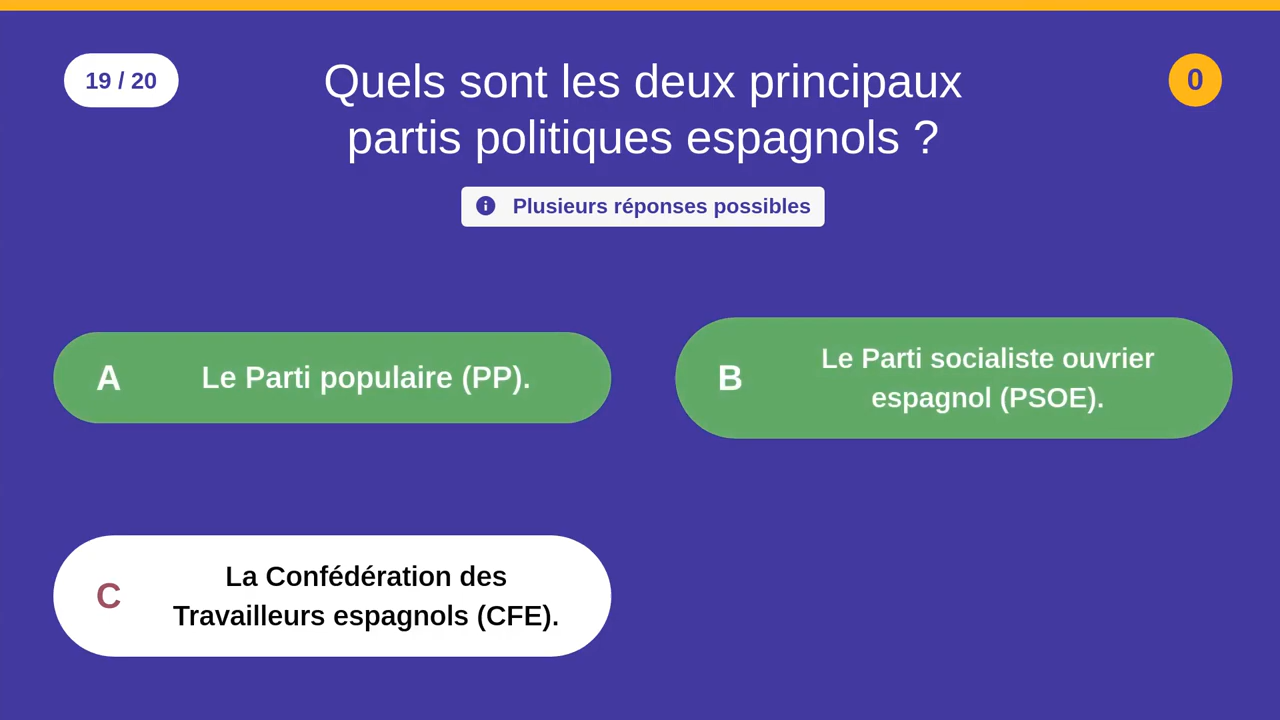 19 / 20
Quels sont les deux principaux
partis politiques espagnols ?
0
Plusieurs réponses possibles
A
Le Parti populaire (PP).
B
Le Parti socialiste ouvrier
espagnol (PSOE).
C
La Confédération des
Travailleurs espagnols (CFE).